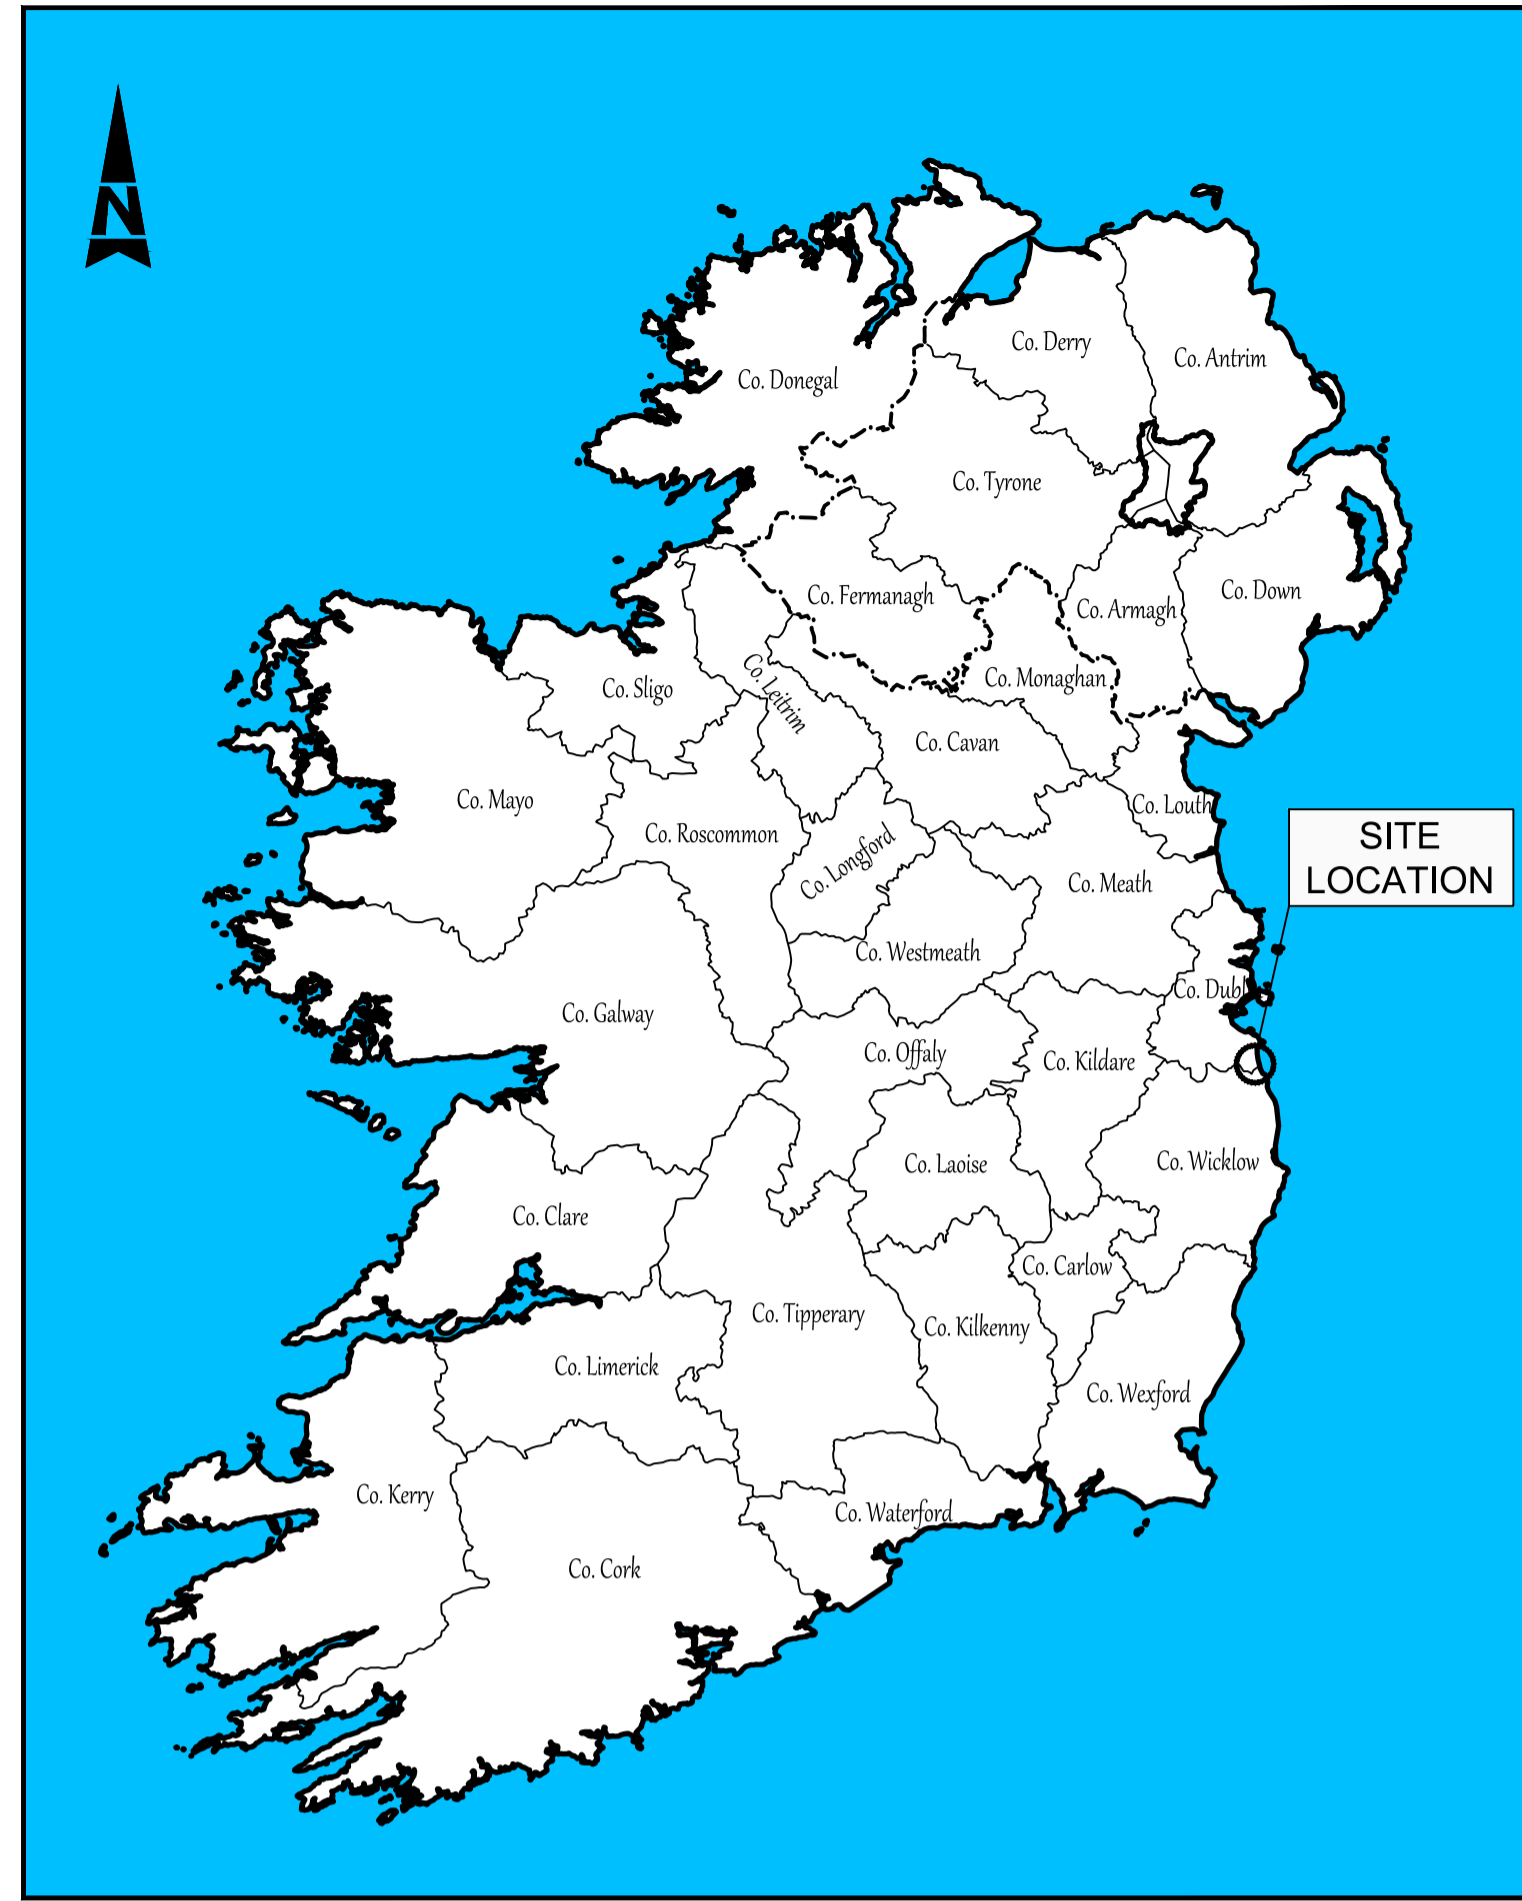 N
Co. Derry
Co. Antrim
Co. Donegal
Co. Tyrone
Co. Fermanagh
Co. Armagh
Co. Down
Co. Monaghan
Co. Sligo
Co. Leitrim
Co. Cavan
Co. Mayo
Co. Roscommon
Co. Louth
SITE
LOCATION
Co. Longford
Co. Meath
Co. Westmeath
Co. Dubl
Co. Galway
Co. Offaly
Co. Kildare
Co. Laoise
Co. Wicklow
Co. Clare
Co. Carlow
Co. Tipperary
Co. Kilkenny
Co. Limerick
Co. Wexford
Co. Kerry
Co. Waterford
Co. Cork